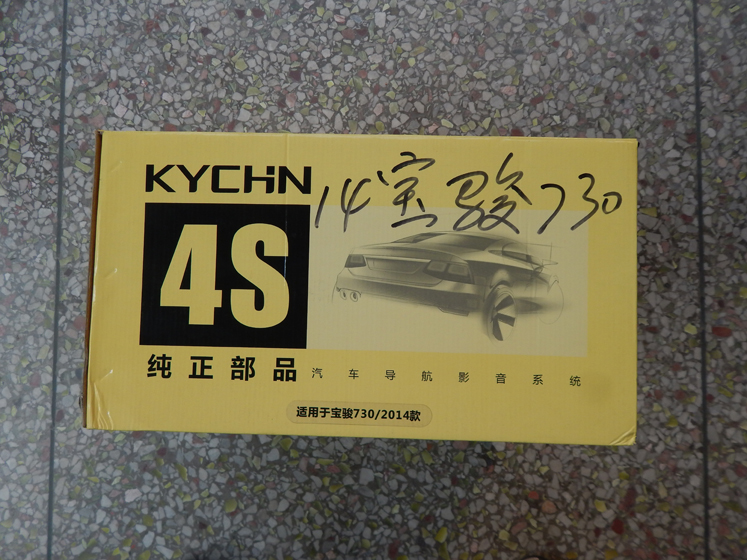 KYCHN
14宝骏730
4S
纯正部品
汽车导航影音系统
适用于宝骏730/2014款